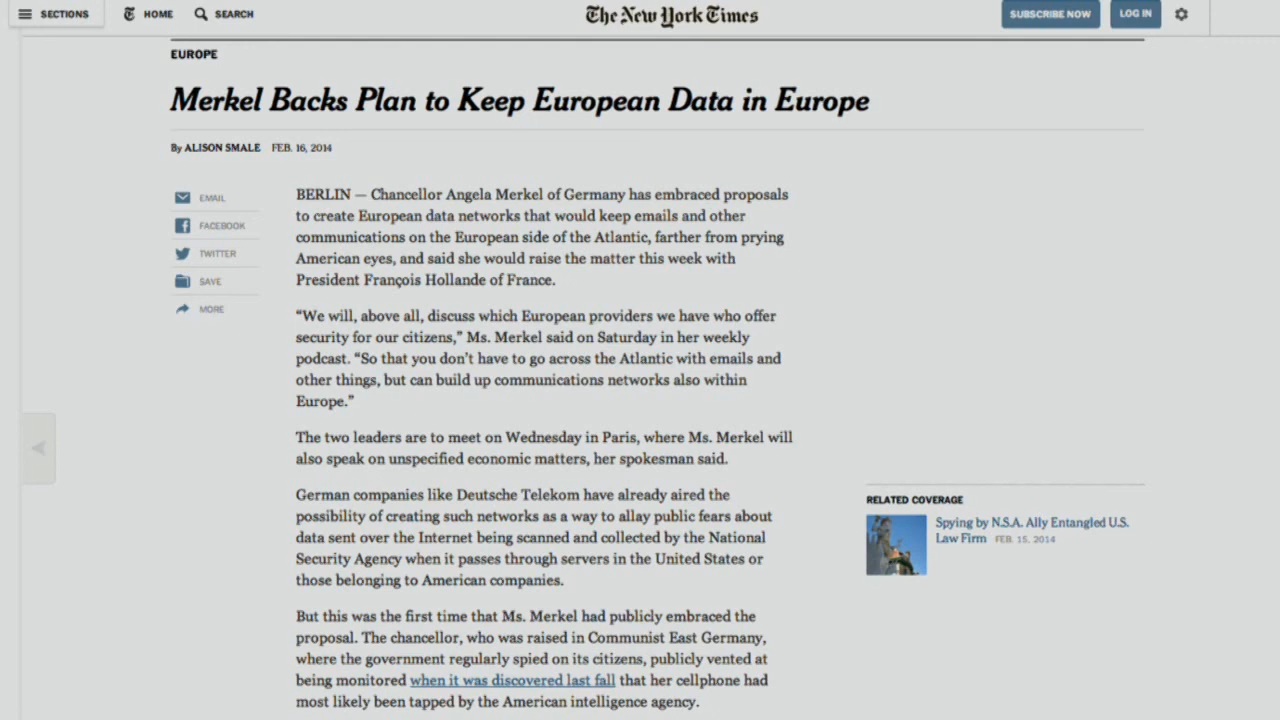 SECTIONS
HOME
SEARCH
The New York Times
SUBSCRIBE NOW
LOG IN
EUROPE
Merkel Backs Plan to Keep European Data in Europe
By ALISON SMALE FEB. 16, 2014
EMAIL
FACEBOOK
TWITTER
SAVE
MORE
BERLIN — Chancellor Angela Merkel of Germany has embraced proposals
to create European data networks that would keep emails and other
communications on the European side of the Atlantic, farther from prying
American eyes, and said she would raise the matter this week with
President François Hollande of France.
“We will, above all, discuss which European providers we have who offer
security for our citizens,” Ms. Merkel said on Saturday in her weekly
podcast. “So that you don’t have to go across the Atlantic with emails and
other things, but can build up communications networks also within
Europe.”
The two leaders are to meet on Wednesday in Paris, where Ms. Merkel will
also speak on unspecified economic matters, her spokesman said.
German companies like Deutsche Telekom have already aired the
possibility of creating such networks as a way to allay public fears about
data sent over the Internet being scanned and collected by the National
Security Agency when it passes through servers in the United States or
those belonging to American companies.
But this was the first time that Ms. Merkel had publicly embraced the
proposal. The chancellor, who was raised in Communist East Germany,
where the government regularly spied on its citizens, publicly vented at
being monitored when it was discovered last fall that her cellphone had
most likely been tapped by the American intelligence agency.
RELATED COVERAGE
Spying by N.S.A. Ally Entangled U.S.
Law Firm FEB. 15, 2014